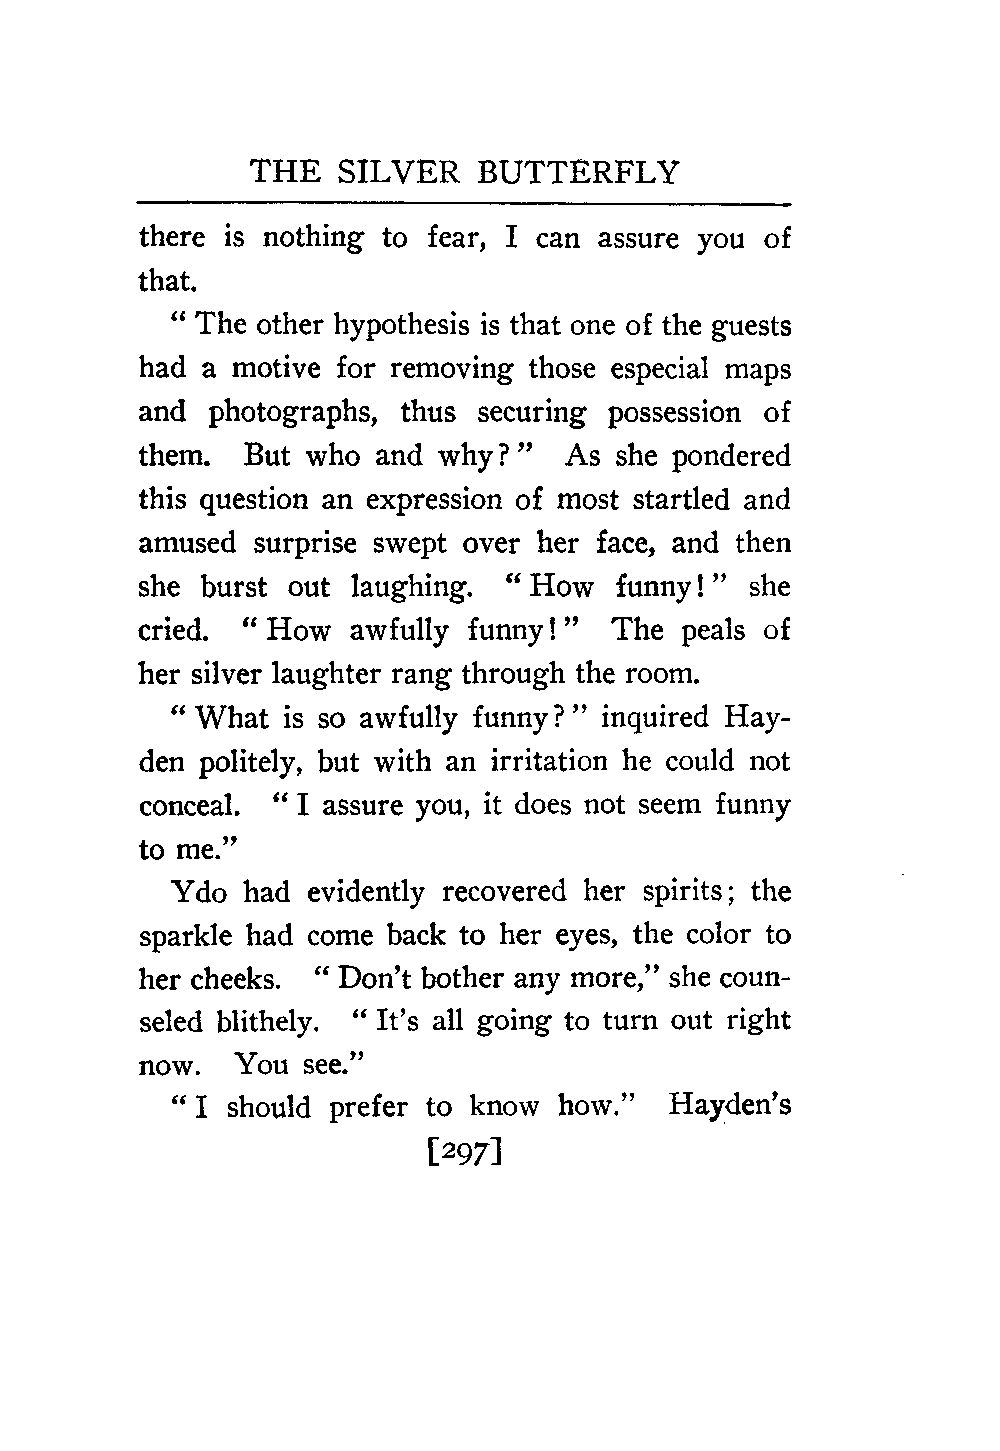 THE SILVER BUTTERFLY
there is nothing to fear, I can assure you of
that.
“ The other hypothesis is that one of the guests
had a motive for removing those especial maps
and photographs, thus securing possession of
them. But who and why? ” As she pondered
this question an expression of most startled and
amused surprise swept over her face, and then
she burst out laughing. “ How funny! ” she
cried. “ How awfully funny! ” The peals of
her silver laughter rang through the room.
“ What is so awfully funny? ” inquired Hay-
den politely, but with an irritation he could not
conceal. “ I assure you, it does not seem funny
to me.”
Ydo had evidently recovered her spirits; the
sparkle had come back to her eyes, the color to
her cheeks. “ Don't bother any more,” she coun-
seled blithely. “ It's all going to turn out right
now. You see.”
“ I should prefer to know how.” Hayden's
[297]